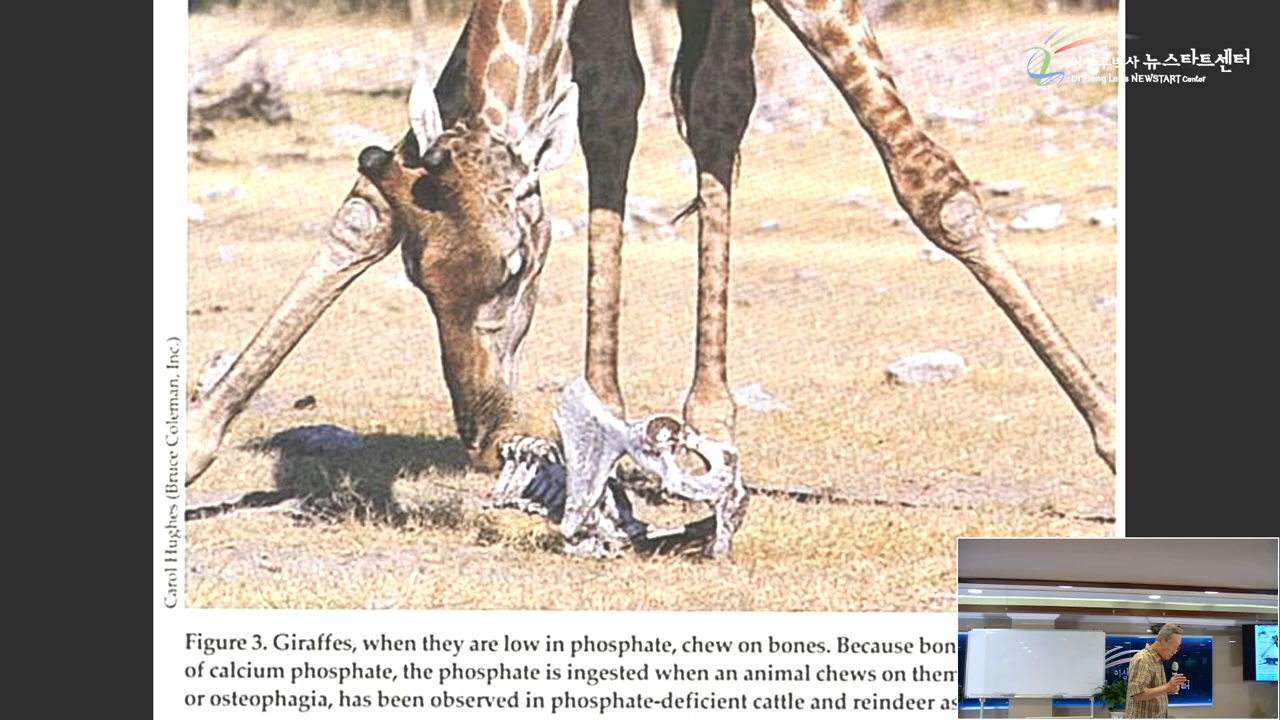 뉴스타트센터
NEWSTART Center
Carol Hughes (Bruce Coleman, Inc.)
Figure 3. Giraffes, when they are low in phosphate, chew on bones. Because bon
of calcium phosphate, the phosphate is ingested when an animal chews on them
or osteophagia, has been observed in phosphate-deficient cattle and reindeer as